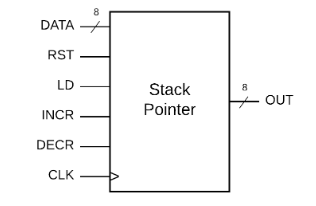 8
DATA
RST
LD
INCR
DECR
CLK
Stack
Pointer
8
OUT